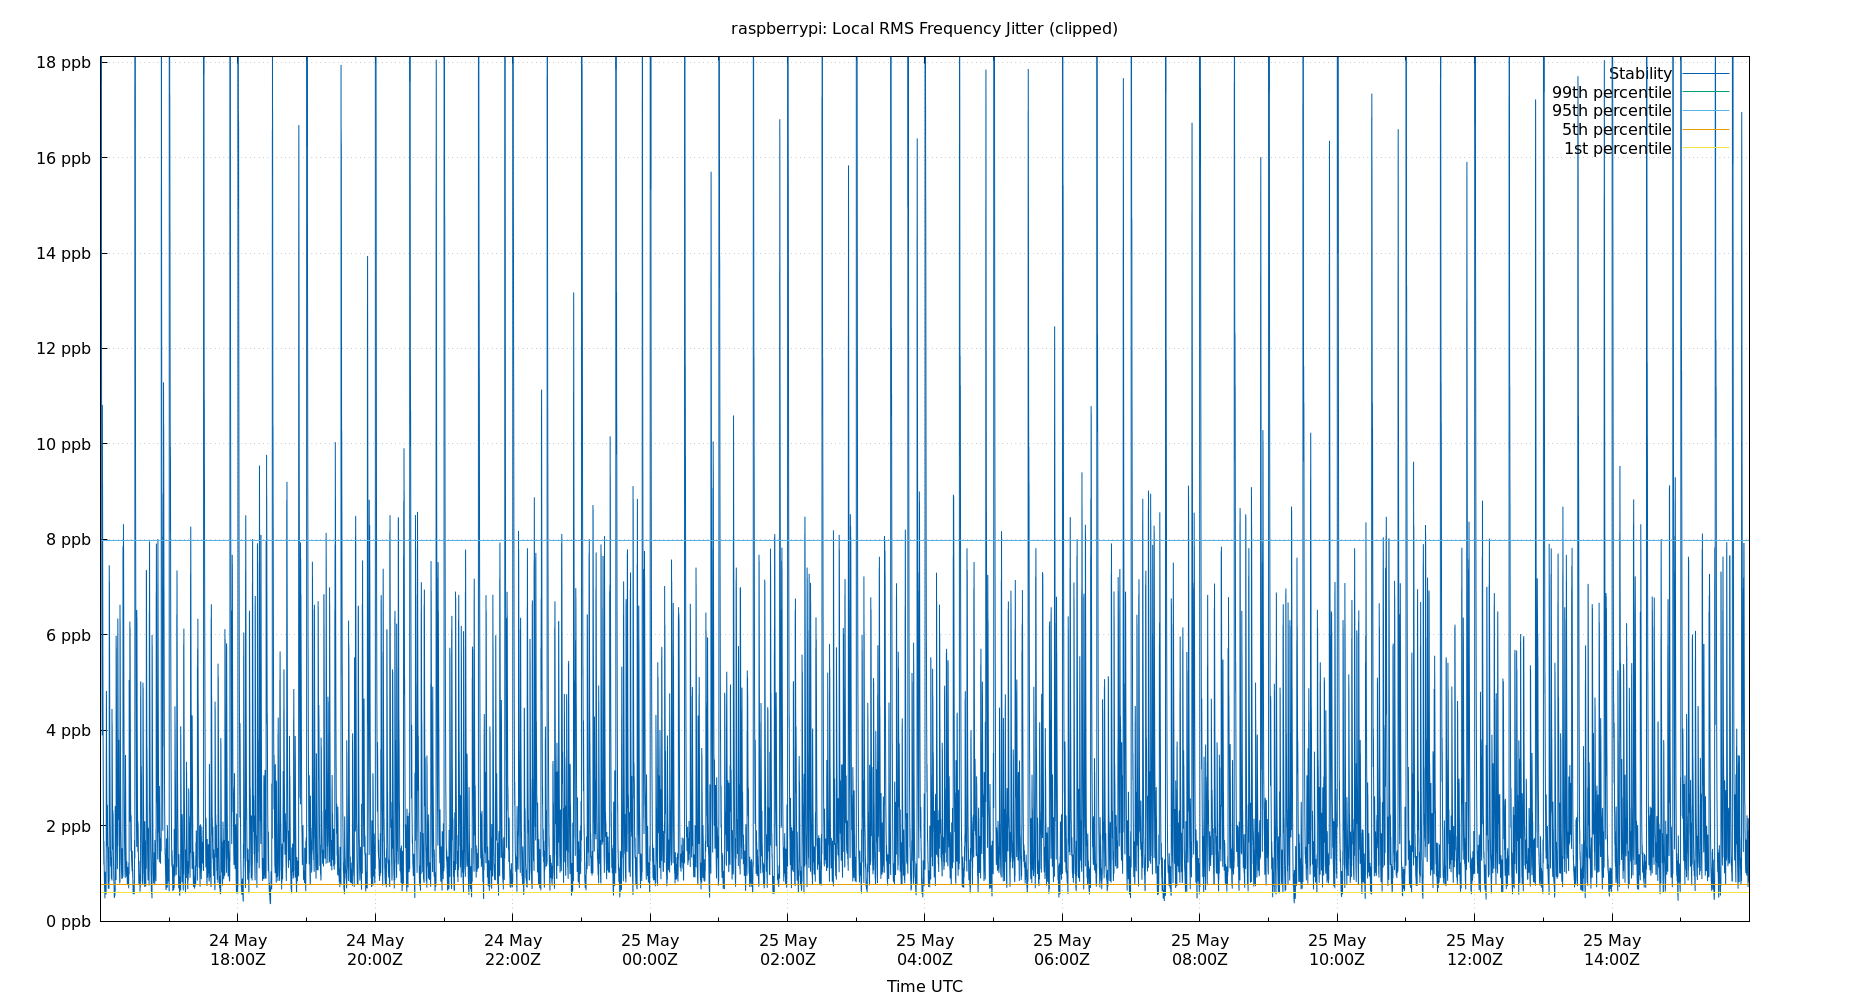 raspberrypi: Local RMS Frequency Jitter (clipped)
18 ppb
16 ppb
14 ppb
12 ppb
10 ppb
8 ppb
6 ppb
4 ppb
2 ppb
0 ppb
Stability
99th percentile
95th percentile
5th percentile
1st percentile
24 May
18:00Z
24 May
20:00Z
24 May
22:00Z
25 May
00:00Z
25 May
02:00Z
25 May
04:00Z
25 May
06:00Z
25 May
08:00Z
25 May
10:00Z
25 May
12:00Z
25 May
14:00Z
Time UTC